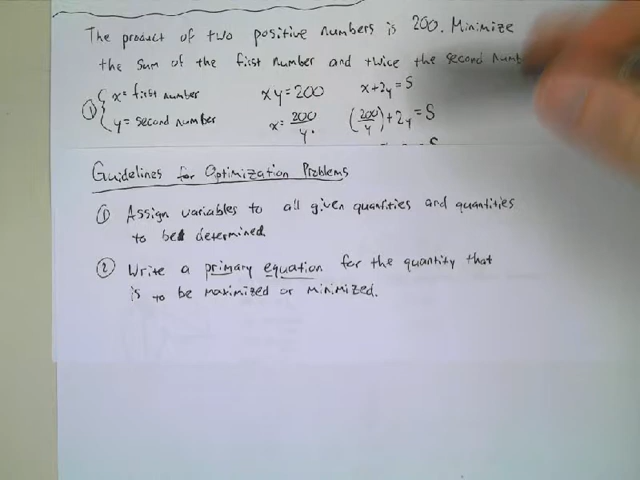 The product of two positive numbers is 200. Minimize
the sum of the first number and twice the second num
① { x = first number
y = second number
xy = 200
x = 200/y.
x + 2y = S
(200/y) + 2y = S
S
Guidelines for Optimization Problems
① Assign variables to all given quantities and quantities
to be determined.
② Write a primary equation for the quantity that
is to be maximized or minimized.